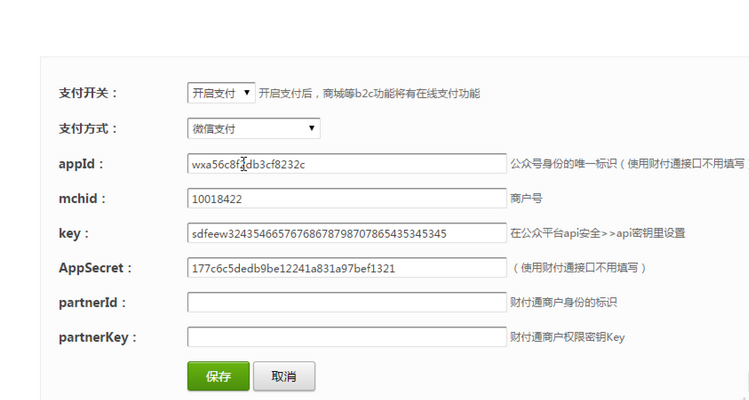 支付开关： 开启支付 开启支付后，商城等b2c功能将有在线支付功能
支付方式： 微信支付
appId： 公众号身份的唯一标识（使用财付通接口不用填写）
mchid： 10018422 商户号
key： 在公众平台api安全>>api密钥里设置
AppSecret： 177c6c5dedb9be12241a831a97bef1321 （使用财付通接口不用填写）
partnerId： 财付通商户身份的标识
partnerKey： 财付通商户权限密钥Key
保存 取消